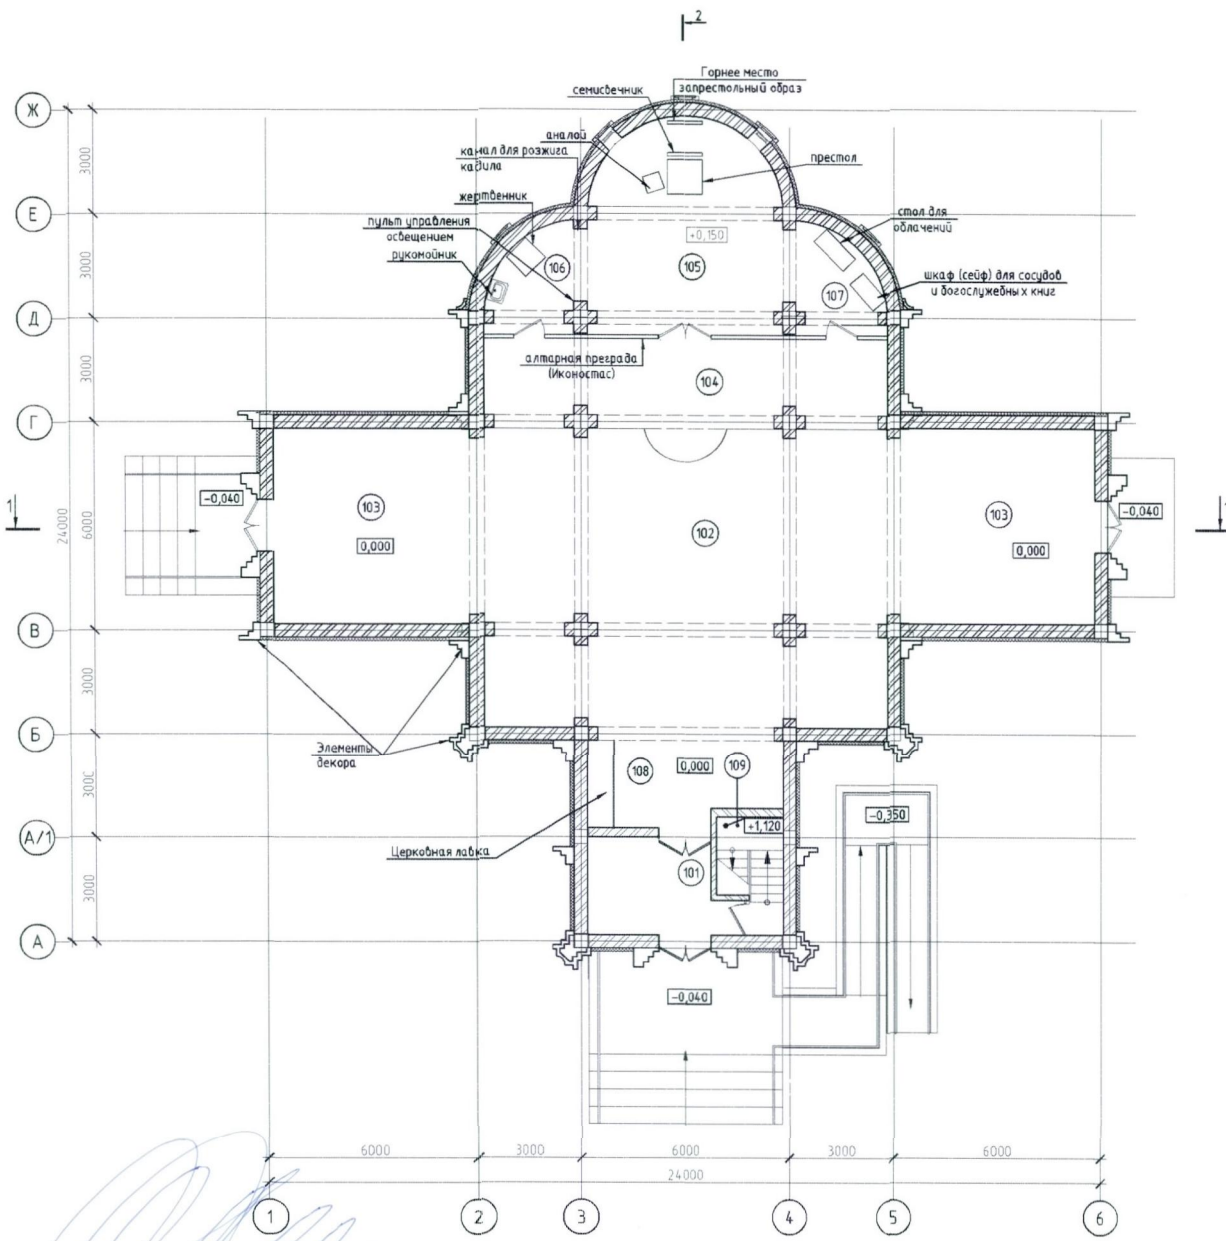 2
Горнее место
запрестольный образ
семисвечник
Ж
аналой
канал для розжига
кадила
престол
3000
жертвенник
Е
стол для
облачений
пульт управления
освещением
+0,150
рукомойник
106
105
шкаф (сейф) для сосудов
и богослужебных книг
3000
107
Д
алтарная преграда
(Иконостас)
3000
104
Г
1
-0,040
103
103
-0,040
1
24000
6000
102
0,000
0,000
В
3000
Б
Элементы
декора
108
0,000
109
3000
-0,350
+1,120
А/1
Церковная лавка
101
3000
А
-0,040
6000
3000
6000
3000
6000
24000
1
2
3
4
5
6